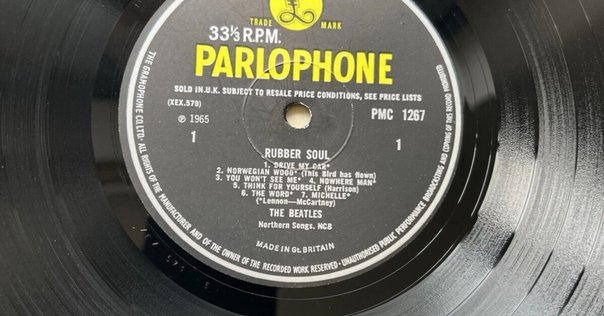 TRADE MARK
33⅓ R.P.M.
PARLOPHONE
SOLD IN U.K. SUBJECT TO RESALE PRICE CONDITIONS, SEE PRICE LISTS
(XEX.579)
PMC 1267
℗ 1965
1
1
RUBBER SOUL
1. DRIVE MY CAR*
2. NORWEGIAN WOOD* (This Bird has flown)
3. YOU WON'T SEE ME* 4. NOWHERE MAN*
5. THINK FOR YOURSELF (Harrison)
6. THE WORD* 7. MICHELLE*
(*Lennon—McCartney)
THE BEATLES
Northern Songs. NCB
MADE IN Gt. BRITAIN
THE GRAMOPHONE CO. LTD. · ALL RIGHTS OF THE MANUFACTURER AND OF THE OWNER OF THE RECORDED WORK RESERVED · UNAUTHORISED PUBLIC PERFORMANCE BROADCASTING AND COPYING OF THIS RECORD PROHIBITED